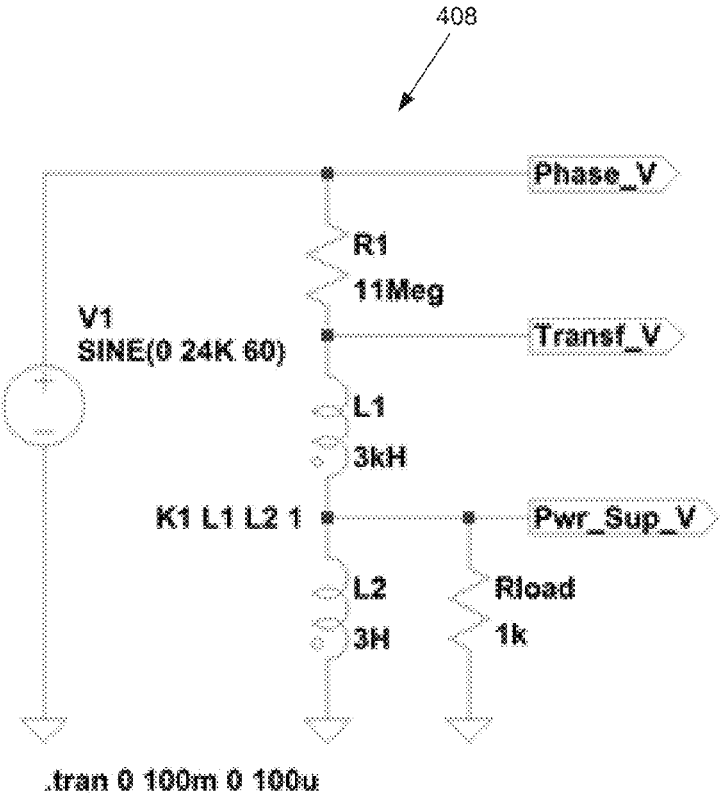 408
Phase_V
R1
11Meg
V1
SINE(0 24K 60)
Transf_V
L1
3kH
K1 L1 L2 1
Pwr_Sup_V
L2
3H
Rload
1k
.tran 0 100m 0 100u